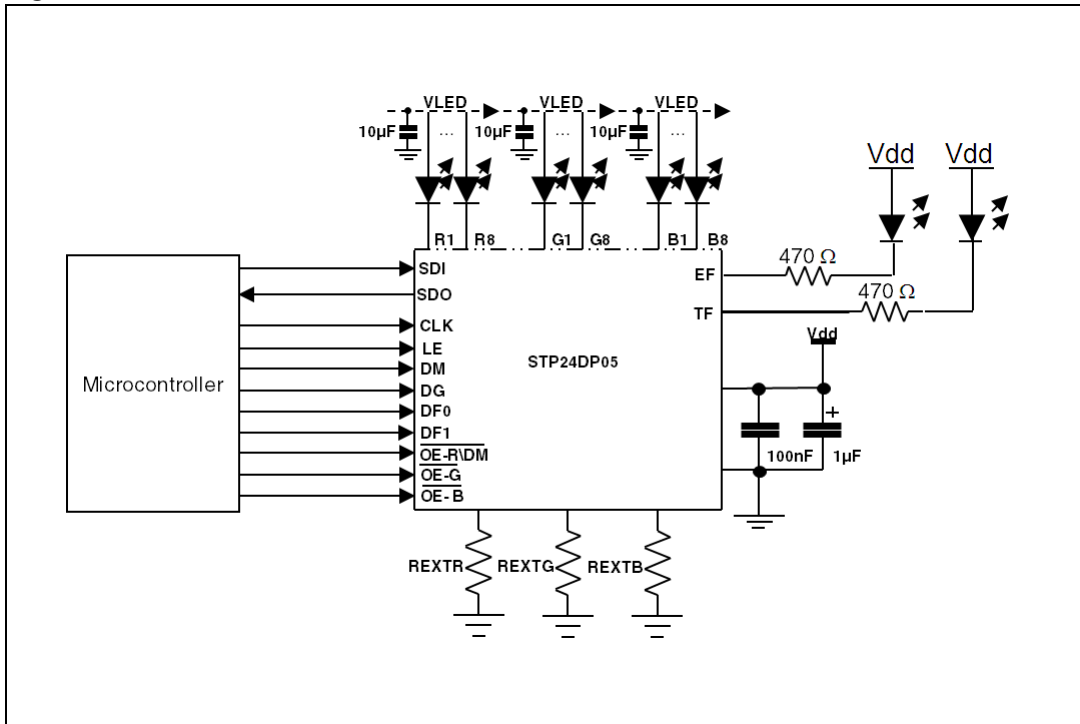 VLED VLED VLED
10µF ... 10µF ... 10µF ...
Vdd Vdd
R1 R8 G1 G8 B1 B8
SDI
SDO
CLK
LE
DM
DG
DF0
DF1
OE-R\DM
OE-G
OE-B
Microcontroller
STP24DP05
EF
TF
470 Ω
470 Ω
Vdd
+
100nF 1µF
REXTR REXTG REXTB